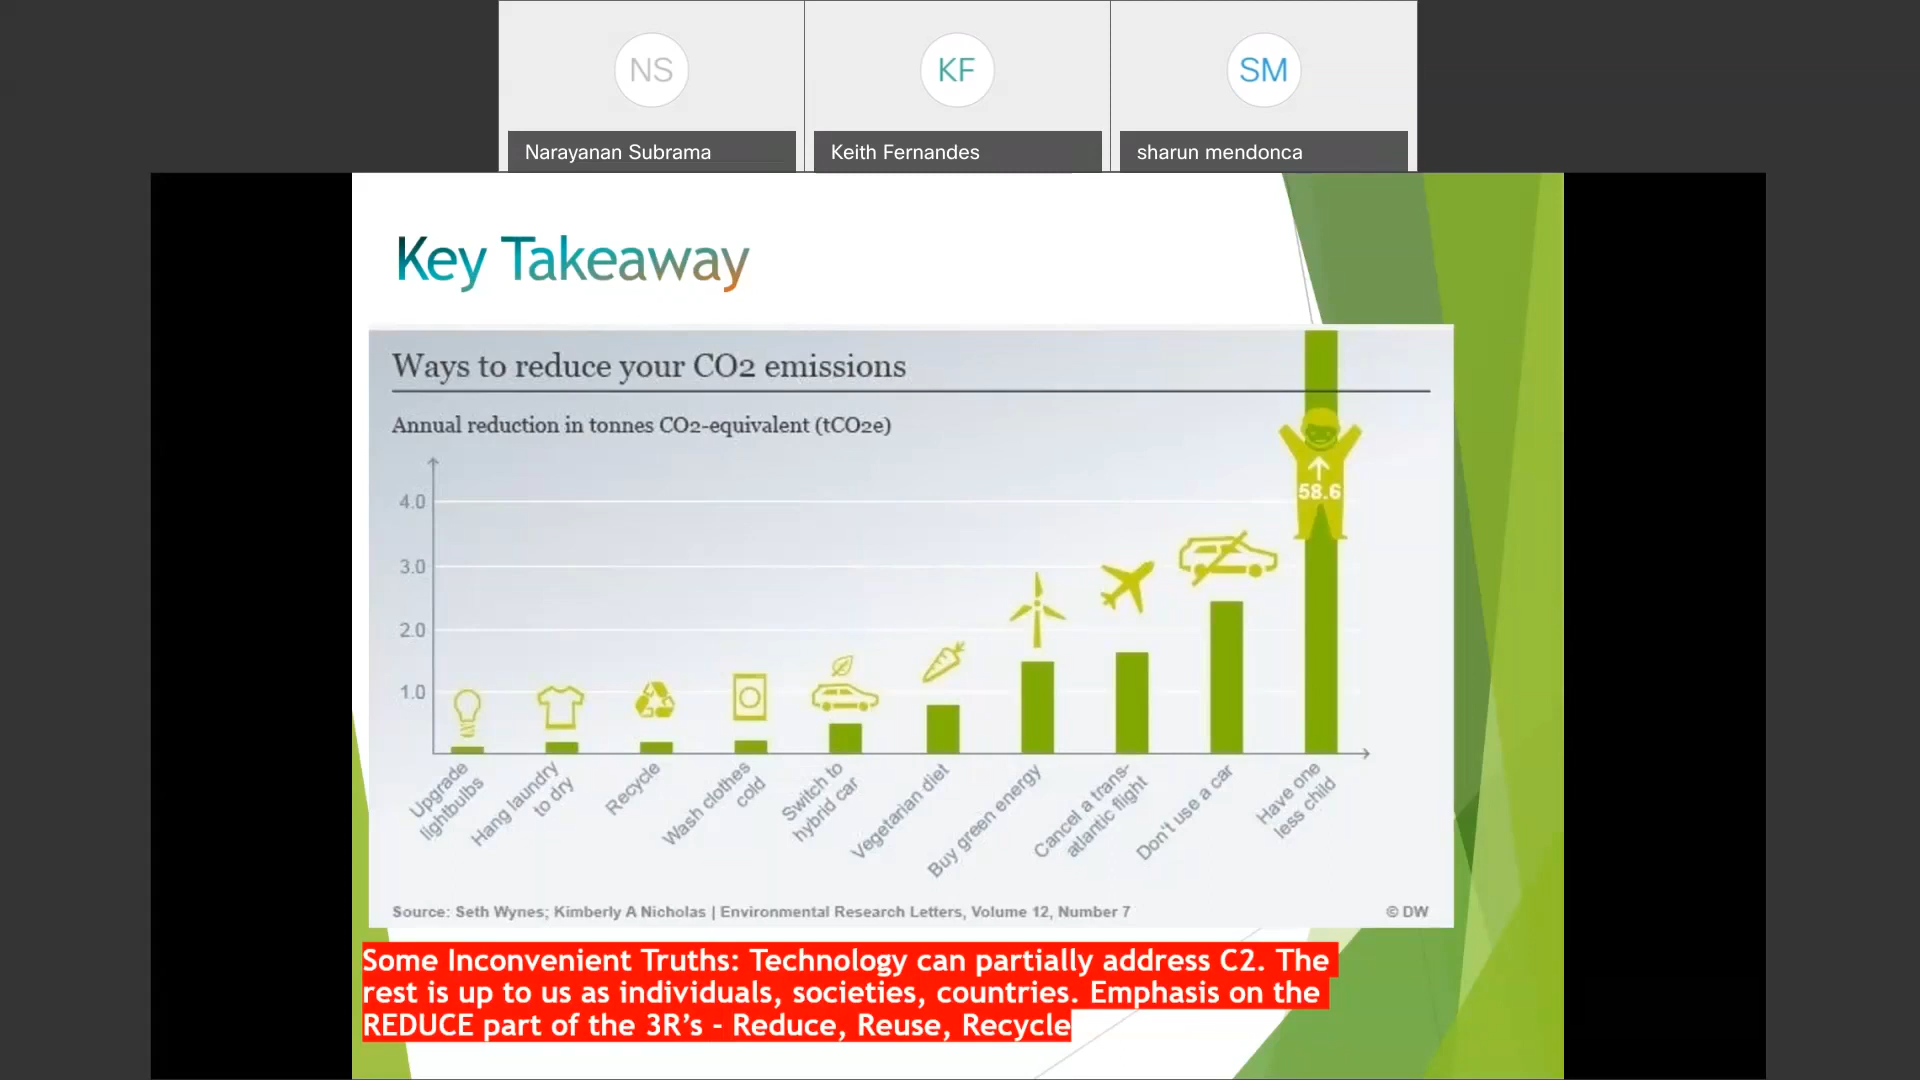 NS
KF
SM
Narayanan Subrama
Keith Fernandes
sharun mendonca
Key Takeaway
Ways to reduce your CO2 emissions
Annual reduction in tonnes CO2-equivalent (tCO2e)
4.0
3.0
2.0
1.0
58.6
Upgrade
lightbulbs
Hang laundry
to dry
Recycle
Wash clothes
cold
Switch to
hybrid car
Vegetarian diet
Buy green energy
Cancel a trans-
atlantic flight
Don't use a car
Have one
less child
Source: Seth Wynes; Kimberly A Nicholas | Environmental Research Letters, Volume 12, Number 7
© DW
Some Inconvenient Truths: Technology can partially address C2. The
rest is up to us as individuals, societies, countries. Emphasis on the
REDUCE part of the 3R’s - Reduce, Reuse, Recycle